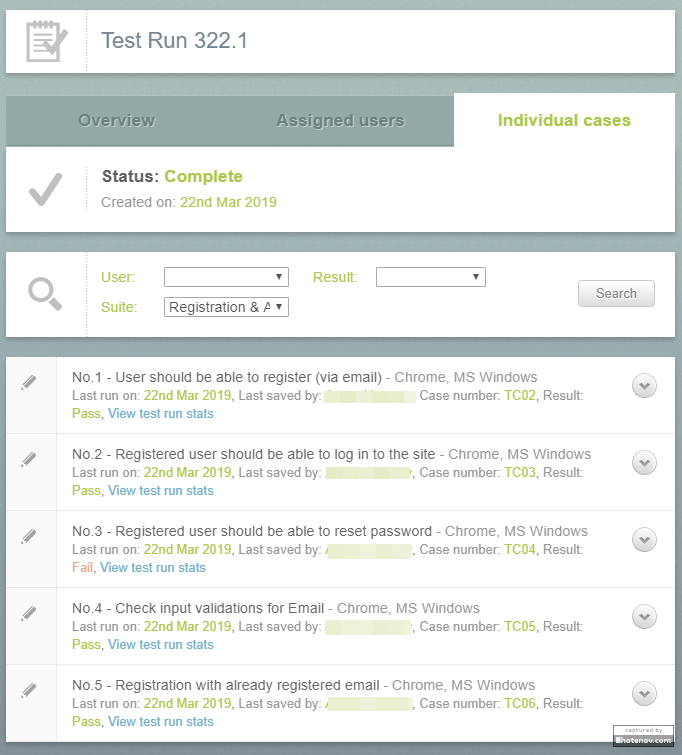 Test Run 322.1
Overview
Assigned users
Individual cases
Status: Complete
Created on: 22nd Mar 2019
User:
Result:
Suite:
Registration & A
Search
No.1 - User should be able to register (via email) - Chrome, MS Windows
Last run on: 22nd Mar 2019, Last saved by: Case number: TC02, Result:
Pass, View test run stats
No.2 - Registered user should be able to log in to the site - Chrome, MS Windows
Last run on: 22nd Mar 2019, Last saved by: , Case number: TC03, Result:
Pass, View test run stats
No.3 - Registered user should be able to reset password - Chrome, MS Windows
Last run on: 22nd Mar 2019, Last saved by: , Case number: TC04, Result:
Fail, View test run stats
No.4 - Check input validations for Email - Chrome, MS Windows
Last run on: 22nd Mar 2019, Last saved by: , Case number: TC05, Result:
Pass, View test run stats
No.5 - Registration with already registered email - Chrome, MS Windows
Last run on: 22nd Mar 2019, Last saved by: , Case number: TC06, Result:
Pass, View test run stats
captured by